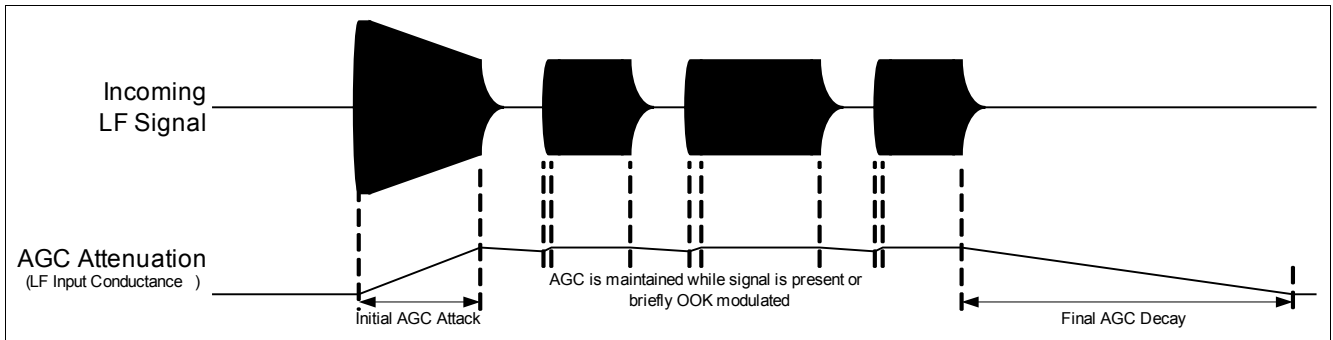 Incoming
LF Signal
AGC Attenuation
(LF Input Conductance )
AGC is maintained while signal is present or
briefly OOK modulated
Initial AGC Attack
Final AGC Decay